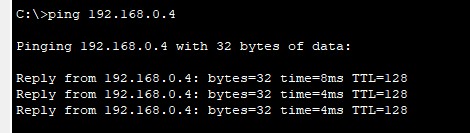 C:\>ping 192.168.0.4
Pinging 192.168.0.4 with 32 bytes of data:
Reply from 192.168.0.4: bytes=32 time=8ms TTL=128
Reply from 192.168.0.4: bytes=32 time=4ms TTL=128
Reply from 192.168.0.4: bytes=32 time=4ms TTL=128